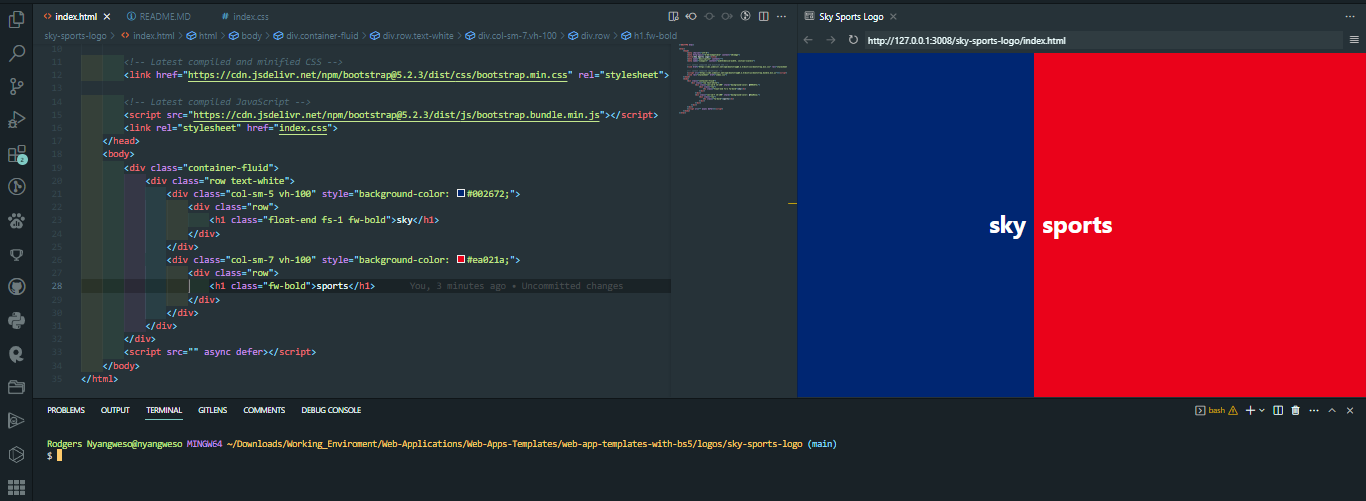 index.html
README.MD
index.css
sky-sports-logo > index.html > html > body > div.container-fluid > div.row.text-white > div.col-sm-7.vh-100 > div.row > h1.fw-bold
10
11 <!-- Latest compiled and minified CSS -->
12 <link href="https://cdn.jsdelivr.net/npm/bootstrap@5.2.3/dist/css/bootstrap.min.css" rel="stylesheet">
13
14 <!-- Latest compiled JavaScript -->
15 <script src="https://cdn.jsdelivr.net/npm/bootstrap@5.2.3/dist/js/bootstrap.bundle.min.js"></script>
16 <link rel="stylesheet" href="index.css">
17 </head>
18 <body>
19 <div class="container-fluid">
20 <div class="row text-white">
21 <div class="col-sm-5 vh-100" style="background-color: #002672;">
22 <div class="row">
23 <h1 class="float-end fs-1 fw-bold">sky</h1>
24 </div>
25 </div>
26 <div class="col-sm-7 vh-100" style="background-color: #ea021a;">
27 <div class="row">
28 <h1 class="fw-bold">sports</h1> You, 3 minutes ago • Uncommitted changes
29 </div>
30 </div>
31 </div>
32 </div>
33 <script src="" async defer></script>
34 </body>
35 </html>
Sky Sports Logo
http://127.0.0.1:3008/sky-sports-logo/index.html
sky sports
2
PROBLEMS OUTPUT TERMINAL GITLENS COMMENTS DEBUG CONSOLE
bash
Rodgers Nyangweso@nyangweso MINGW64 ~/Downloads/Working_Enviroment/Web-Applications/Web-Apps-Templates/web-app-templates-with-bs5/logos/sky-sports-logo (main)
$